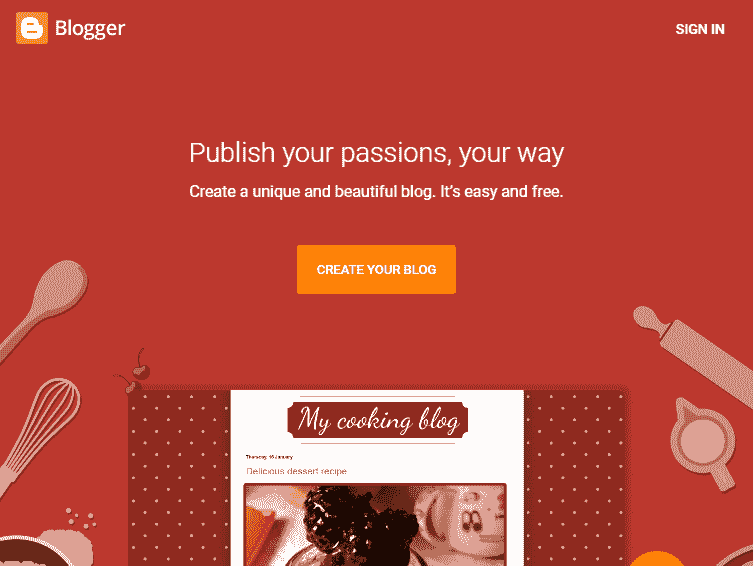 Blogger
SIGN IN
Publish your passions, your way
Create a unique and beautiful blog. It's easy and free.
CREATE YOUR BLOG
My cooking blog
Thursday, 16 January
Delicious dessert recipe